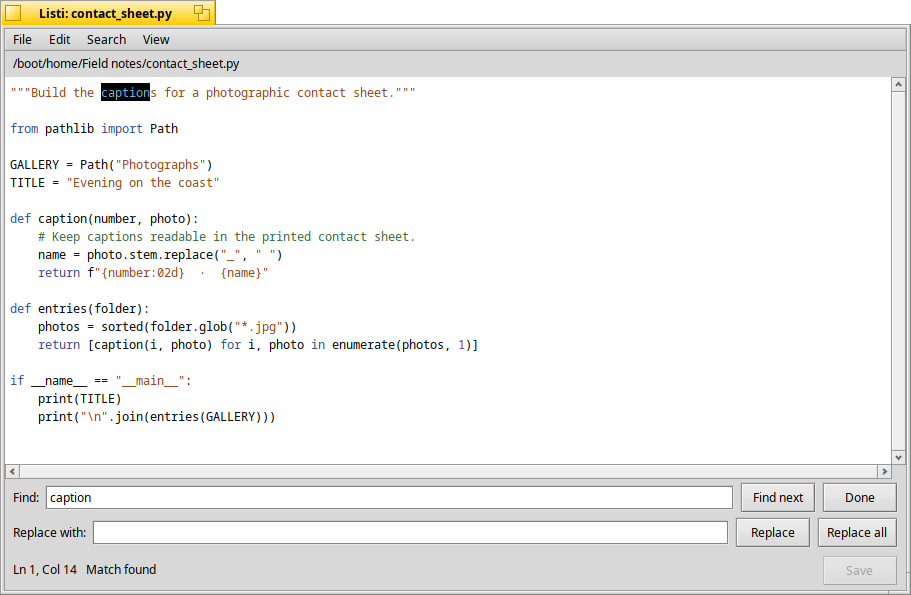 Listi: contact_sheet.py
File Edit Search View
/boot/home/Field notes/contact_sheet.py
"""Build the captions for a photographic contact sheet."""
from pathlib import Path
GALLERY = Path("Photographs")
TITLE = "Evening on the coast"
def caption(number, photo):
    # Keep captions readable in the printed contact sheet.
    name = photo.stem.replace("_", " ")
    return f"{number:02d}  ·  {name}"
def entries(folder):
    photos = sorted(folder.glob("*.jpg"))
    return [caption(i, photo) for i, photo in enumerate(photos, 1)]
if __name__ == "__main__":
    print(TITLE)
    print("\n".join(entries(GALLERY)))
Find: caption Find next Done
Replace with: Replace Replace all
Ln 1, Col 14 Match found Save